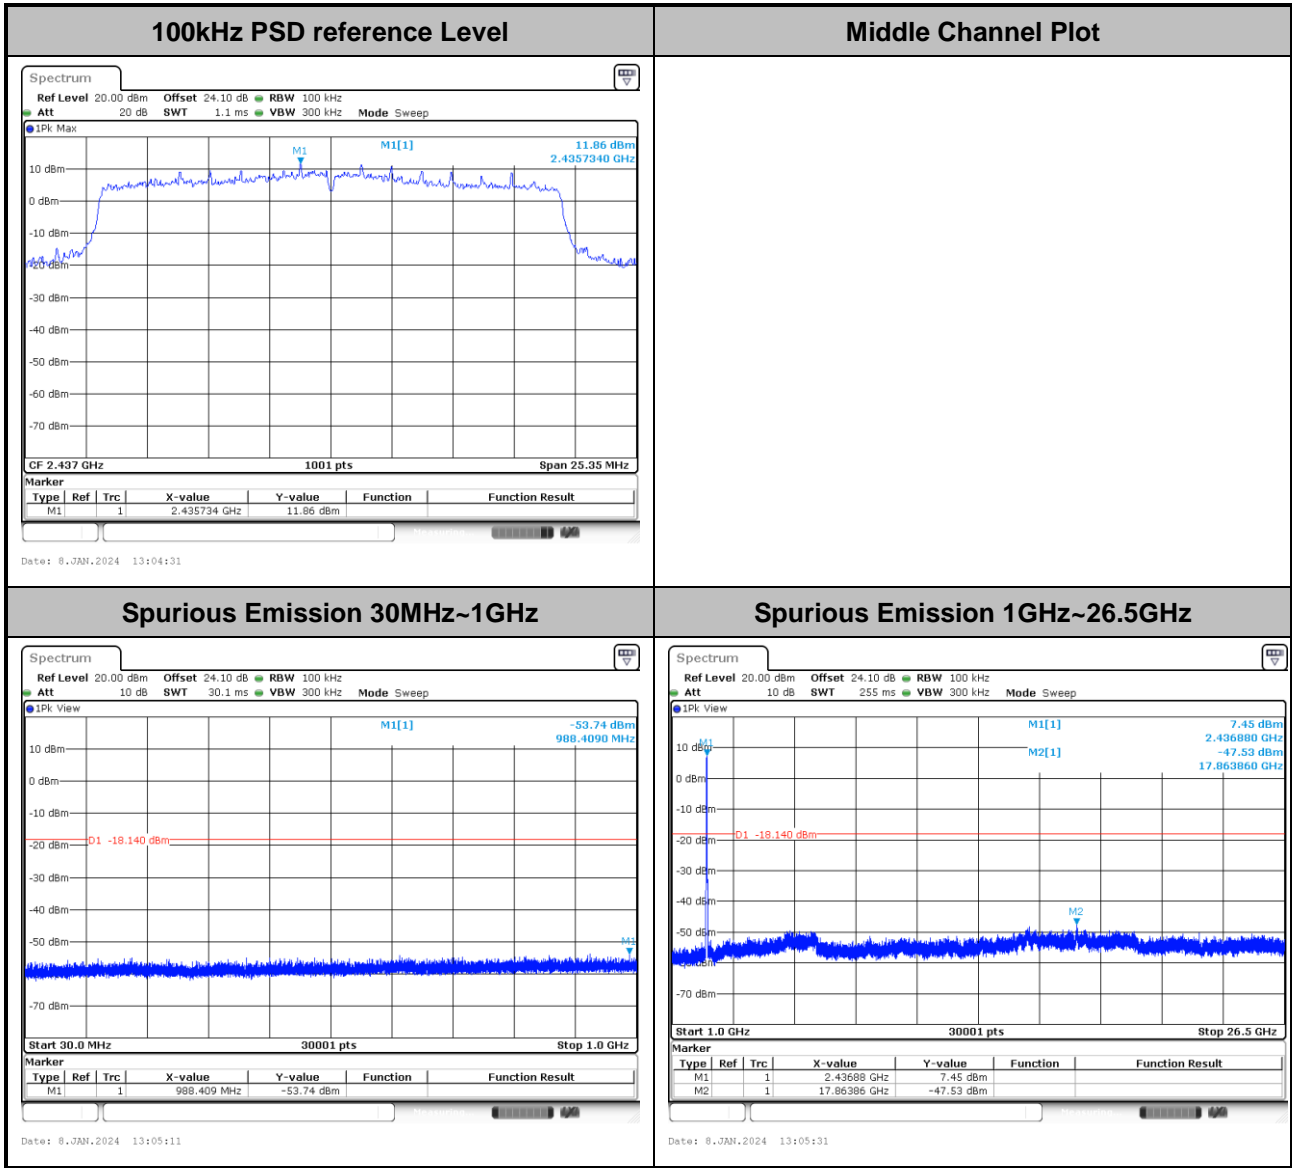 100kHz PSD reference Level
Middle Channel Plot
Spectrum
Ref Level 20.00 dBm Offset 24.10 dB RBW 100 kHz
Att 20 dB SWT 1.1 ms VBW 300 kHz Mode Sweep
1Pk Max
M1[1] 11.86 dBm
2.4357340 GHz
M1
10 dBm
0 dBm
-10 dBm
-20 dBm
-30 dBm
-40 dBm
-50 dBm
-60 dBm
-70 dBm
CF 2.437 GHz 1001 pts Span 25.35 MHz
Marker
Type Ref Trc X-value Y-value Function Function Result
M1 1 2.435734 GHz 11.86 dBm
Date: 8.JAN.2024 13:04:31
Spurious Emission 30MHz~1GHz
Spurious Emission 1GHz~26.5GHz
Spectrum
Ref Level 20.00 dBm Offset 24.10 dB RBW 100 kHz
Att 10 dB SWT 30.1 ms VBW 300 kHz Mode Sweep
1Pk View
M1[1] -53.74 dBm
988.4090 MHz
10 dBm
0 dBm
-10 dBm
D1 -18.140 dBm
-20 dBm
-30 dBm
-40 dBm
-50 dBm
M1
-70 dBm
Start 30.0 MHz 30001 pts Stop 1.0 GHz
Marker
Type Ref Trc X-value Y-value Function Function Result
M1 1 988.409 MHz -53.74 dBm
Date: 8.JAN.2024 13:05:11
Spectrum
Ref Level 20.00 dBm Offset 24.10 dB RBW 100 kHz
Att 10 dB SWT 255 ms VBW 300 kHz Mode Sweep
1Pk View
M1[1] 7.45 dBm
2.436880 GHz
M2[1] -47.53 dBm
17.863860 GHz
M1
10 dBm
0 dBm
-10 dBm
D1 -18.140 dBm
-20 dBm
-30 dBm
-40 dBm
M2
-50 dBm
-70 dBm
Start 1.0 GHz 30001 pts Stop 26.5 GHz
Marker
Type Ref Trc X-value Y-value Function Function Result
M1 1 2.43688 GHz 7.45 dBm
M2 1 17.86386 GHz -47.53 dBm
Date: 8.JAN.2024 13:05:31